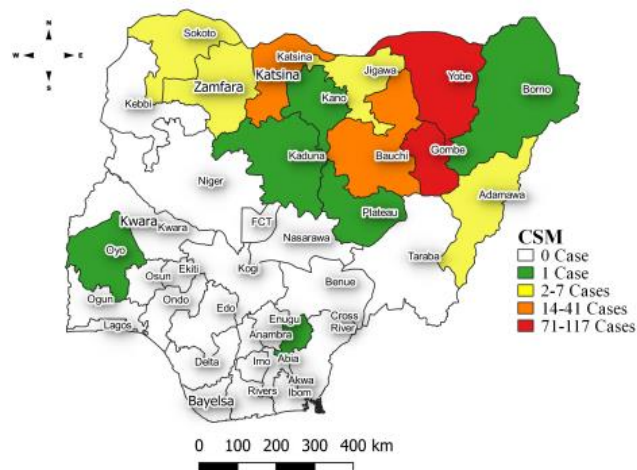 N
W E
S
Sokoto
Katsina
Zamfara
Katsina
Jigawa
Yobe
Kebbi
Kano
Borno
Kaduna
Bauchi
Gombe
Niger
Adamawa
Plateau
Kwara
FCT
Kwara
Nasarawa
Oyo
Taraba
Osun
Ekiti
Kogi
Benue
Ogun
Ondo
Edo
Enugu
Cross
River
Lagos
Anambra
Delta
Imo
Abia
Akwa
Ibom
Rivers
Bayelsa
CSM
0 Case
1 Case
2-7 Cases
14-41 Cases
71-117 Cases
0 100 200 300 400 km